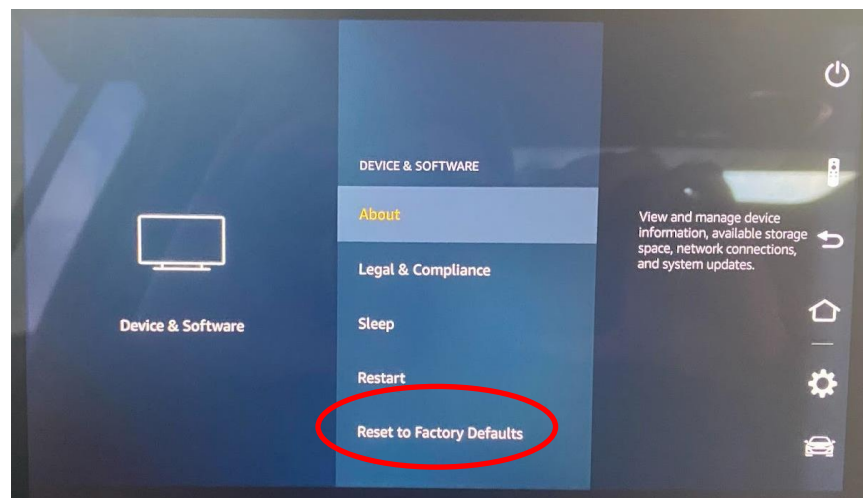 DEVICE & SOFTWARE
About
Legal & Compliance
Sleep
Restart
Reset to Factory Defaults
Device & Software
View and manage device
information, available storage
space, network connections,
and system updates.